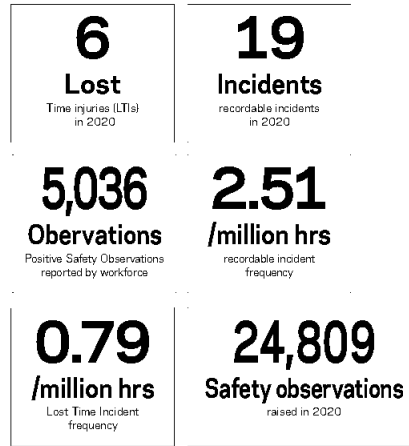 6
Lost
Time injuries (LTIs)
in 2020
19
Incidents
recordable incidents
in 2020
5,036
Obervations
Positive Safety Observations
reported by workforce
2.51
/million hrs
recordable incident
frequency
0.79
/million hrs
Lost Time Incident
frequency
24,809
Safety observations
raised in 2020